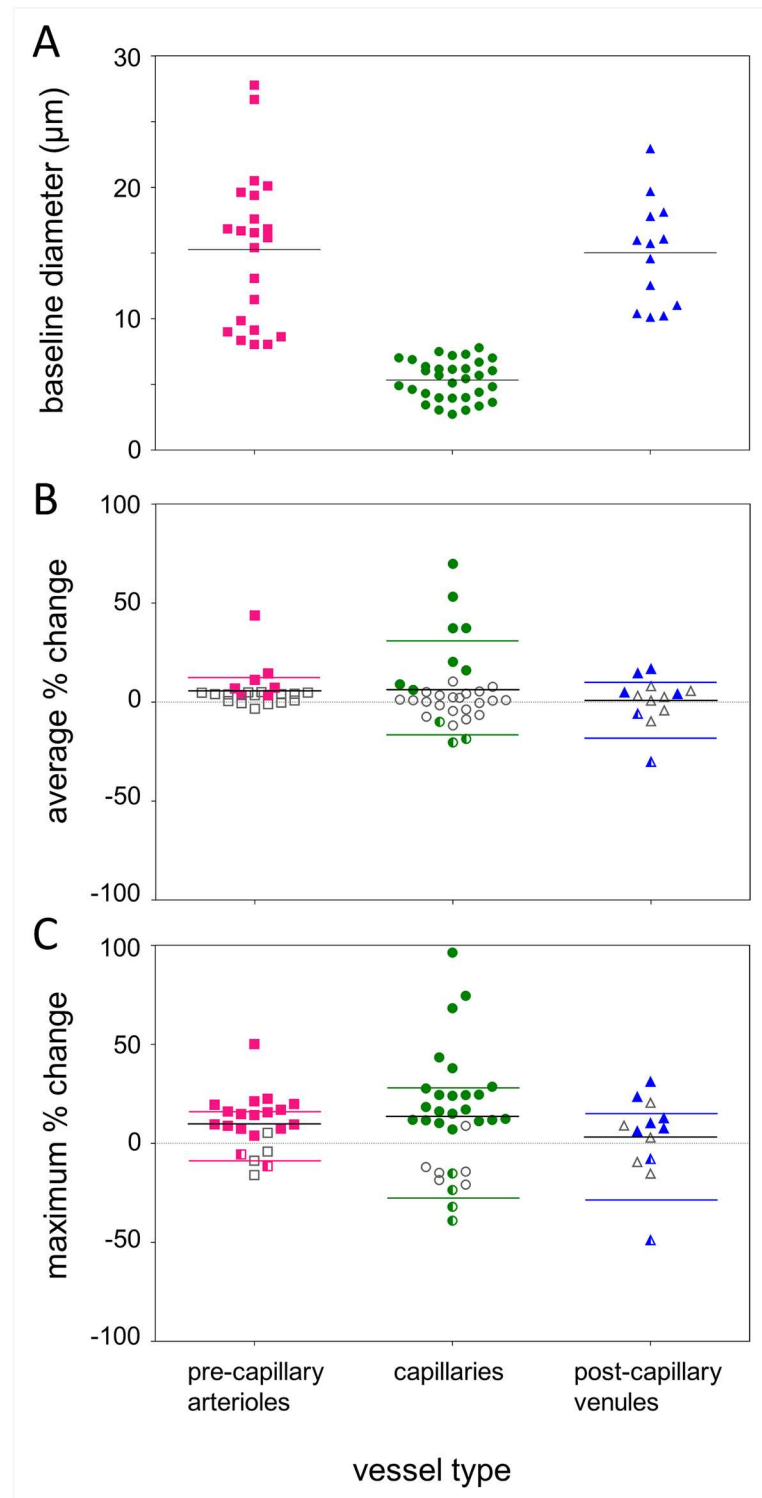 A
30
20
10
0
baseline diameter (µm)
B
100
50
0
-50
-100
average % change
C
100
50
0
-50
-100
maximum % change
pre-capillary
arterioles
capillaries
post-capillary
venules
vessel type